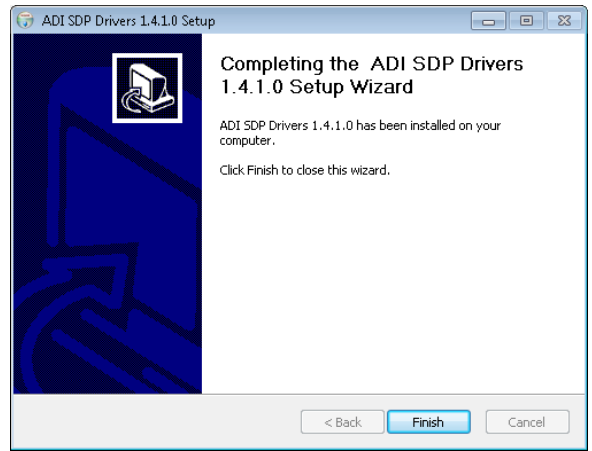 ADI SDP Drivers 1.4.1.0 Setup
Completing the ADI SDP Drivers
1.4.1.0 Setup Wizard
ADI SDP Drivers 1.4.1.0 has been installed on your
computer.
Click Finish to close this wizard.
< Back Finish Cancel